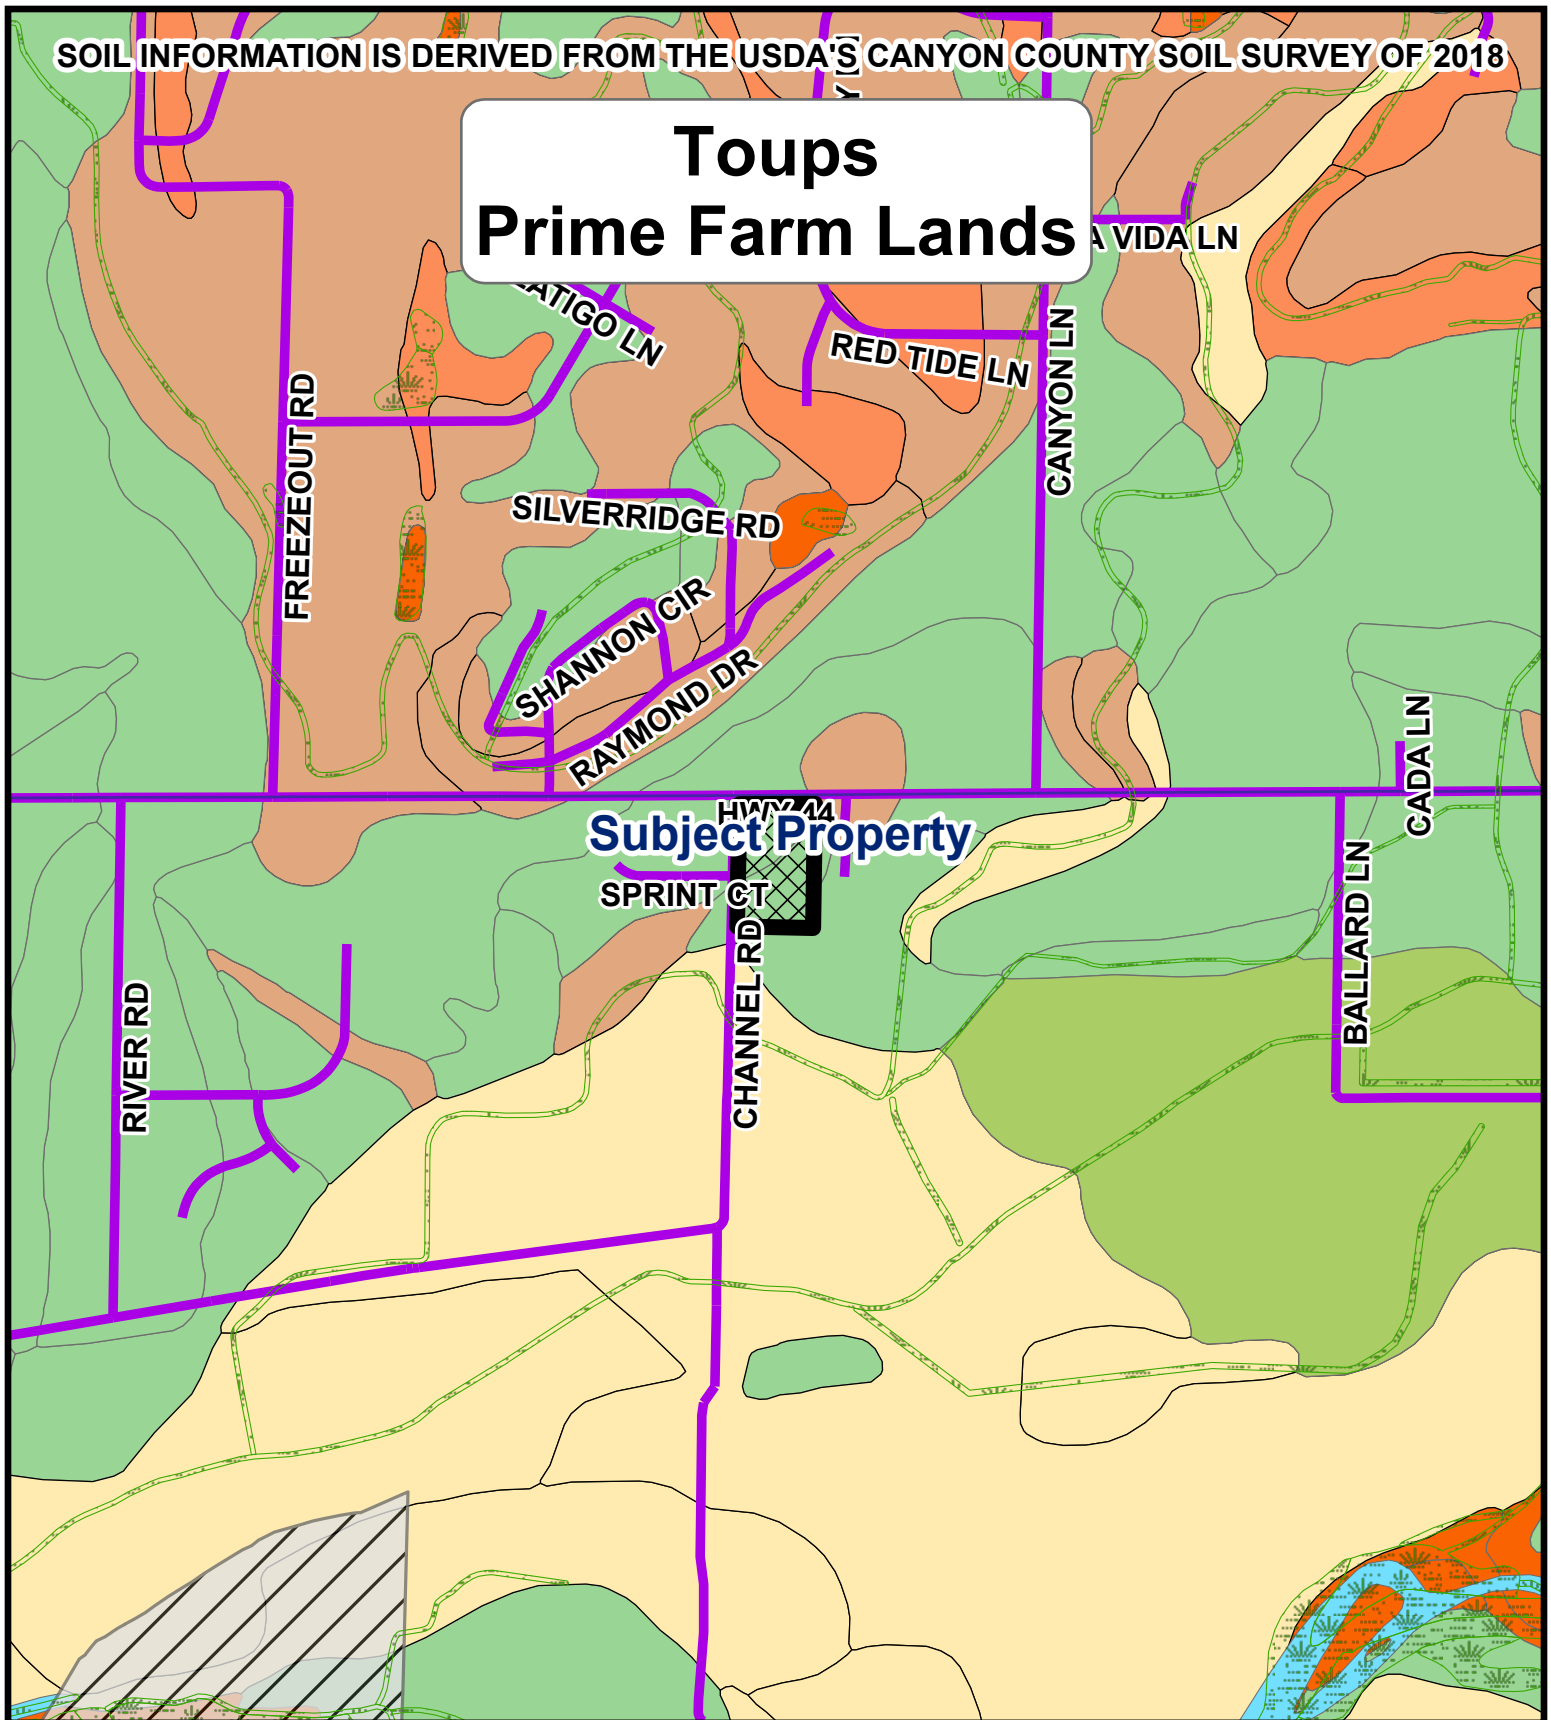 SOIL INFORMATION IS DERIVED FROM THE USDA'S CANYON COUNTY SOIL SURVEY OF 2018
Toups
Prime Farm Lands
VIDA LN
LATIGO LN
RED TIDE LN
CANYON LN
FREEZEOUT RD
SILVERRIDGE RD
SHANNON CIR
RAYMOND DR
CADA LN
HWY 44
Subject Property
SPRINT CT
BALLARD LN
CHANNEL RD
RIVER RD